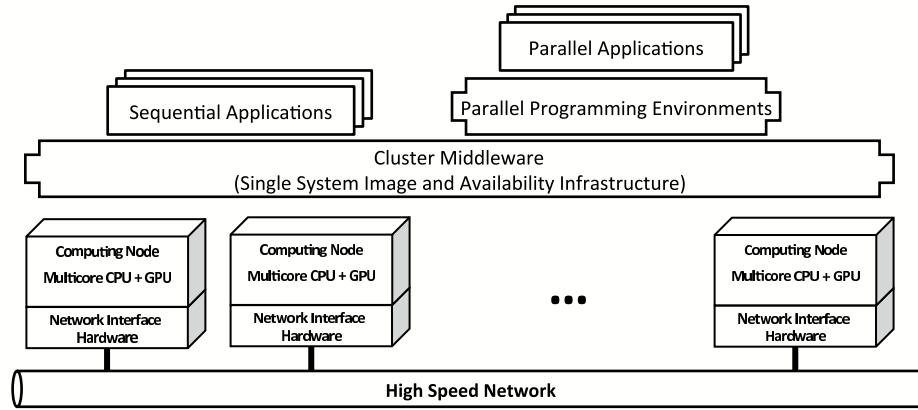 Parallel Applications
Sequential Applications
Parallel Programming Environments
Cluster Middleware
(Single System Image and Availability Infrastructure)
Computing Node
Multicore CPU + GPU
Network Interface
Hardware
Computing Node
Multicore CPU + GPU
Network Interface
Hardware
...
Computing Node
Multicore CPU + GPU
Network Interface
Hardware
High Speed Network